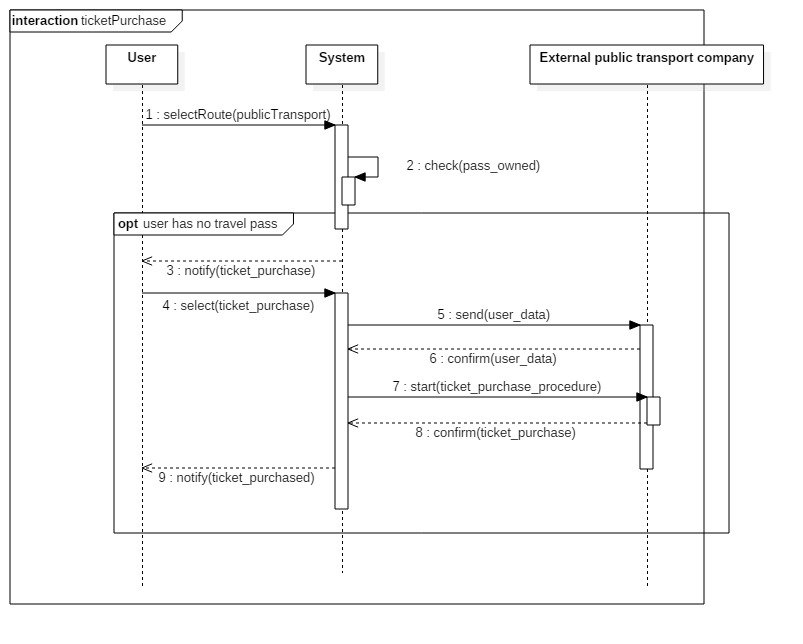 interaction ticketPurchase
User
System
External public transport company
1 : selectRoute(publicTransport)
2 : check(pass_owned)
opt user has no travel pass
3 : notify(ticket_purchase)
4 : select(ticket_purchase)
5 : send(user_data)
6 : confirm(user_data)
7 : start(ticket_purchase_procedure)
8 : confirm(ticket_purchase)
9 : notify(ticket_purchased)